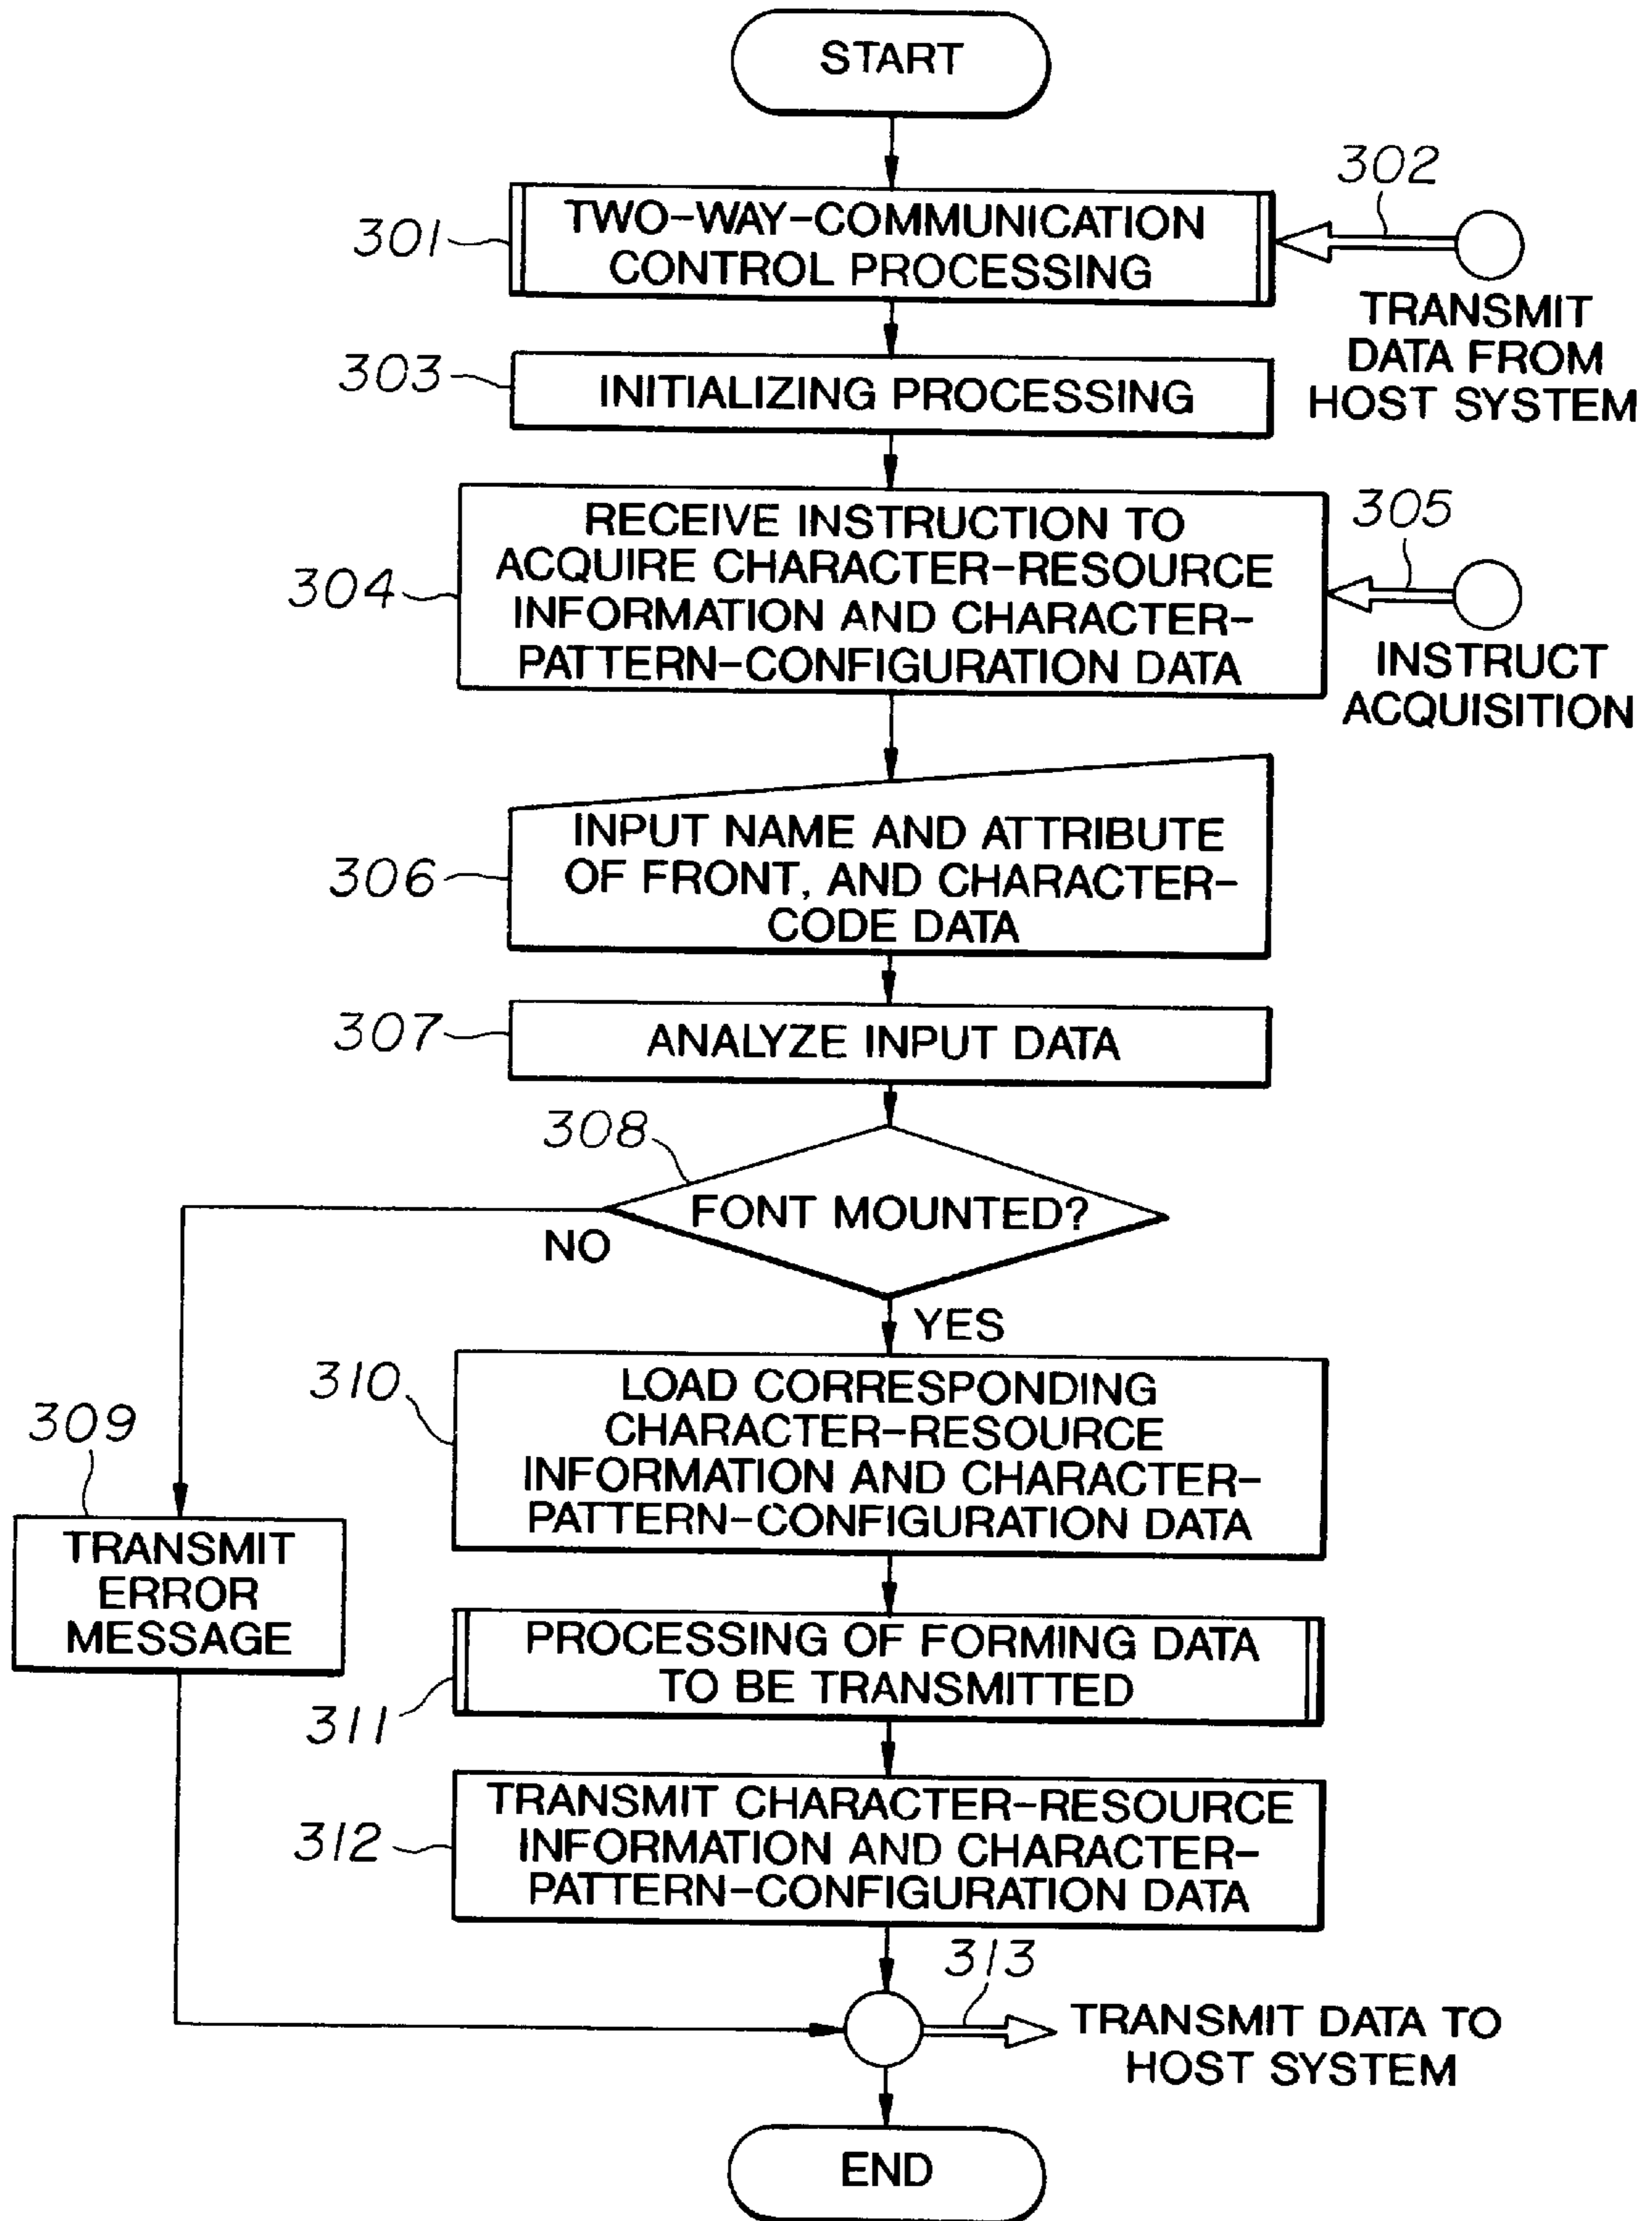 START
302
301
TWO-WAY-COMMUNICATION
CONTROL PROCESSING
TRANSMIT
DATA FROM
HOST SYSTEM
303
INITIALIZING PROCESSING
304
RECEIVE INSTRUCTION TO
ACQUIRE CHARACTER-RESOURCE
INFORMATION AND CHARACTER-
PATTERN-CONFIGURATION DATA
305
INSTRUCT
ACQUISITION
306
INPUT NAME AND ATTRIBUTE
OF FRONT, AND CHARACTER-
CODE DATA
307
ANALYZE INPUT DATA
308
FONT MOUNTED?
NO
YES
310
LOAD CORRESPONDING
CHARACTER-RESOURCE
INFORMATION AND CHARACTER-
PATTERN-CONFIGURATION DATA
309
TRANSMIT
ERROR
MESSAGE
311
PROCESSING OF FORMING DATA
TO BE TRANSMITTED
312
TRANSMIT CHARACTER-RESOURCE
INFORMATION AND CHARACTER-
PATTERN-CONFIGURATION DATA
313
TRANSMIT DATA TO
HOST SYSTEM
END